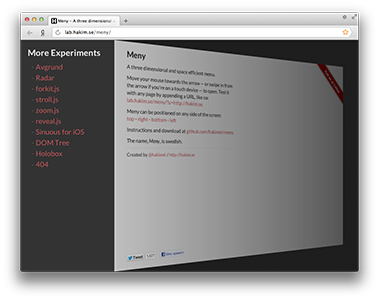 Meny - A three dimensional a
lab.hakim.se/meny/
More Experiments
- Avgrund
- Radar
- forkit.js
- stroll.js
- zoom.js
- reveal.js
- Sinuous for iOS
- DOM Tree
- Holobox
- 404
Meny
A three dimensional and space efficient menu.
Move your mouse towards the arrow — or swipe in from
the arrow if you're on a touch device — to open. Test it
with any page by appending a URL, like so:
lab.hakim.se/meny/?u=http://hakim.se.
Meny can be positioned on any side of the screen:
top - right - bottom - left
Instructions and download at github.com/hakimel/meny.
The name, Meny, is swedish.
Created by @hakimel / http://hakim.se
Tweet